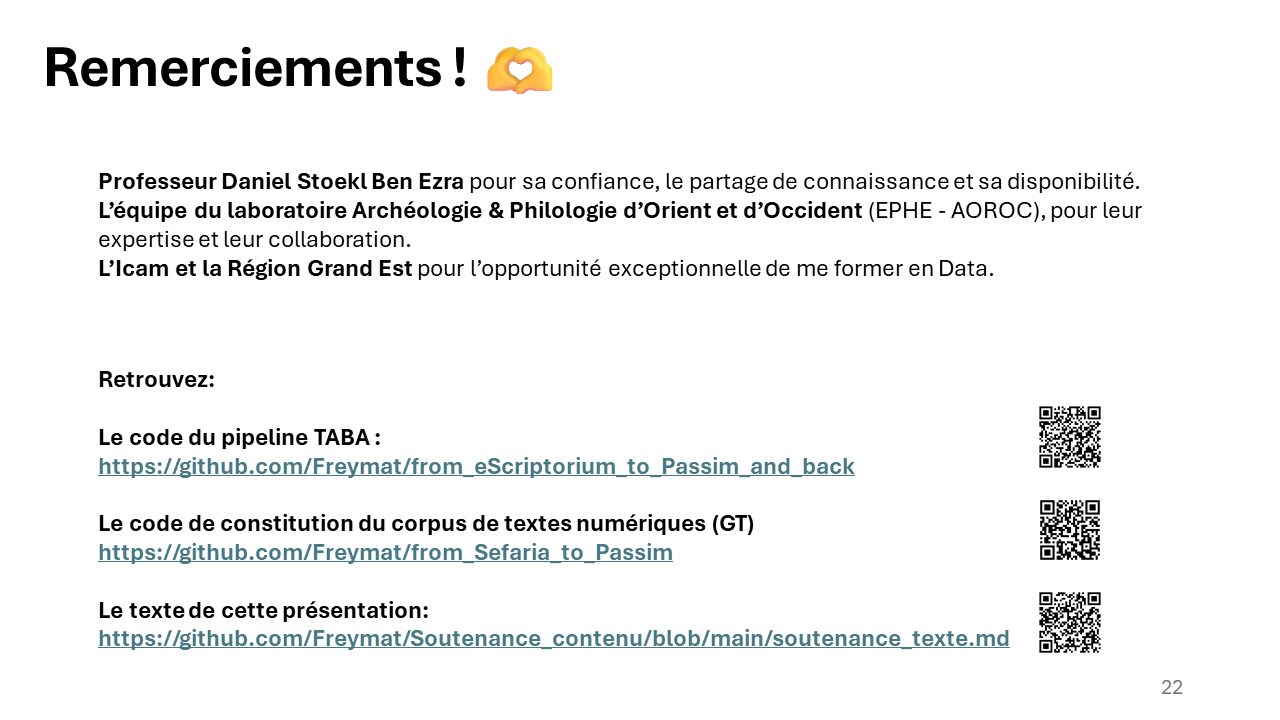 Remerciements ! 🫶
Professeur Daniel Stoekl Ben Ezra pour sa confiance, le partage de connaissance et sa disponibilité.
L’équipe du laboratoire Archéologie & Philologie d’Orient et d’Occident (EPHE - AOROC), pour leur
expertise et leur collaboration.
L’Icam et la Région Grand Est pour l’opportunité exceptionnelle de me former en Data.
Retrouvez:
Le code du pipeline TABA :
https://github.com/Freymat/from_eScriptorium_to_Passim_and_back
Le code de constitution du corpus de textes numériques (GT)
https://github.com/Freymat/from_Sefaria_to_Passim
Le texte de cette présentation:
https://github.com/Freymat/Soutenance_contenu/blob/main/soutenance_texte.md
22